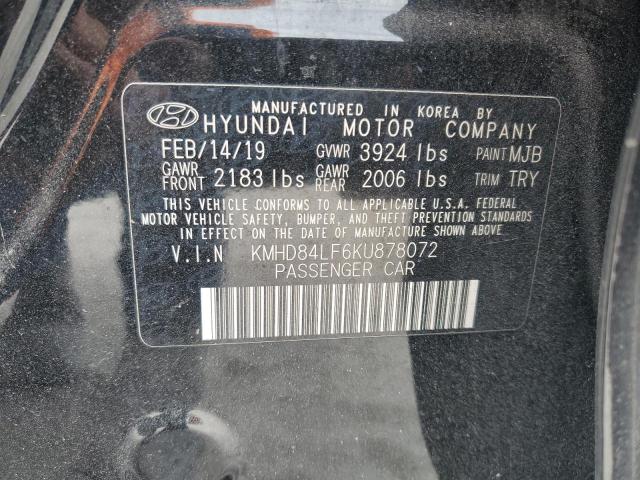 MANUFACTURED IN KOREA BY
HYUNDAI MOTOR COMPANY
FEB/14/19 GVWR 3924 lbs PAINT MJB
GAWR FRONT 2183 lbs GAWR REAR 2006 lbs TRIM TRY
THIS VEHICLE CONFORMS TO ALL APPLICABLE U.S.A. FEDERAL
MOTOR VEHICLE SAFETY, BUMPER, AND THEFT PREVENTION STANDARDS
IN EFFECT ON THE DATE OF MANUFACTURE SHOWN ABOVE.
V.I.N KMHD84LF6KU878072
PASSENGER CAR